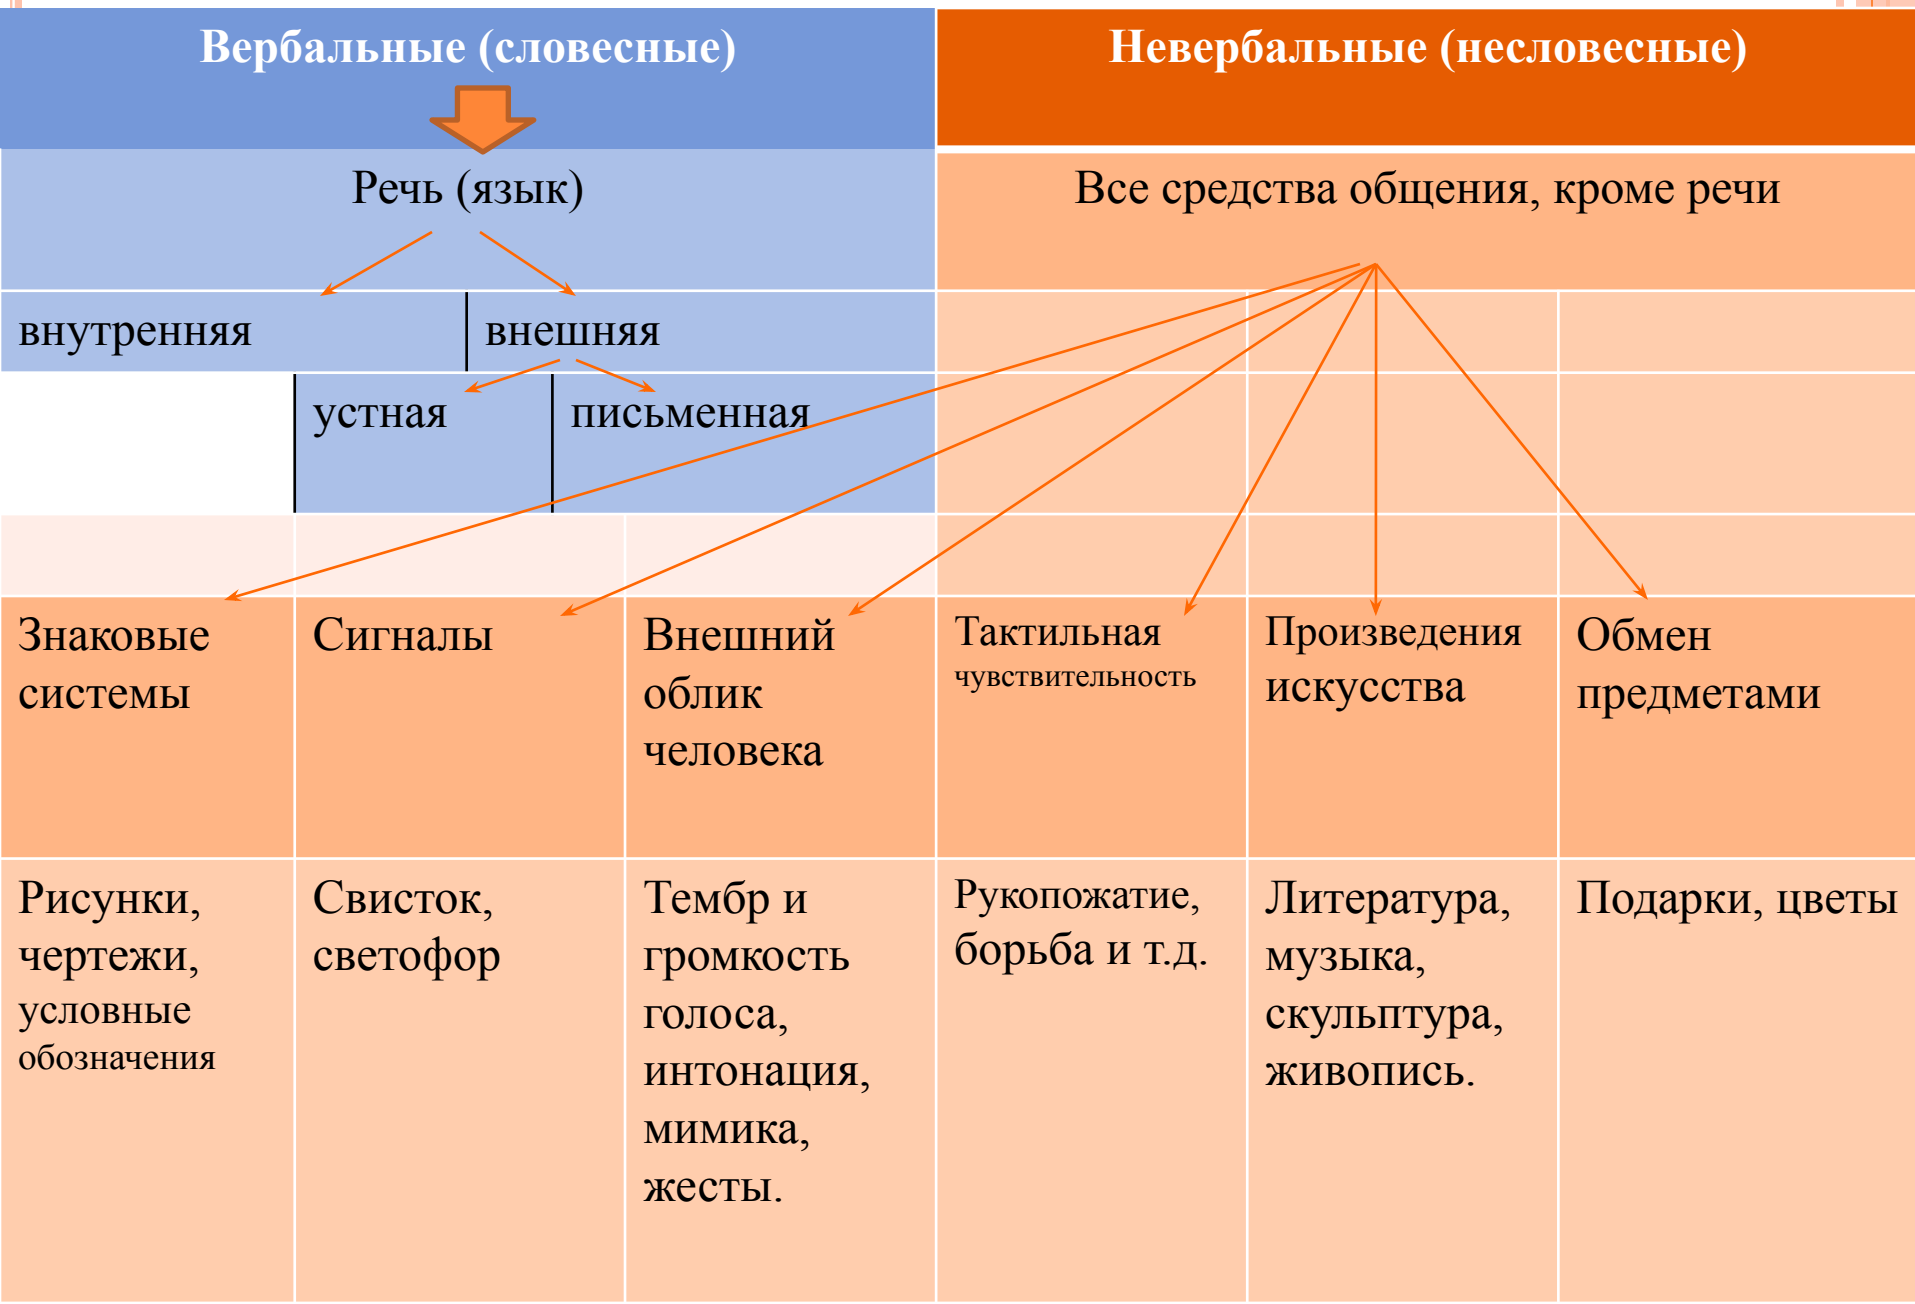 Вербальные (словесные)
Невербальные (несловесные)
Речь (язык)
Все средства общения, кроме речи
внутренняя
внешняя
устная
письменная
Знаковые
системы
Сигналы
Внешний
облик
человека
Тактильная
чувствительность
Произведения
искусства
Обмен
предметами
Рисунки,
чертежи,
условные
обозначения
Свисток,
светофор
Тембр и
громкость
голоса,
интонация,
мимика,
жесты.
Рукопожатие,
борьба и т.д.
Литература,
музыка,
скульптура,
живопись.
Подарки, цветы